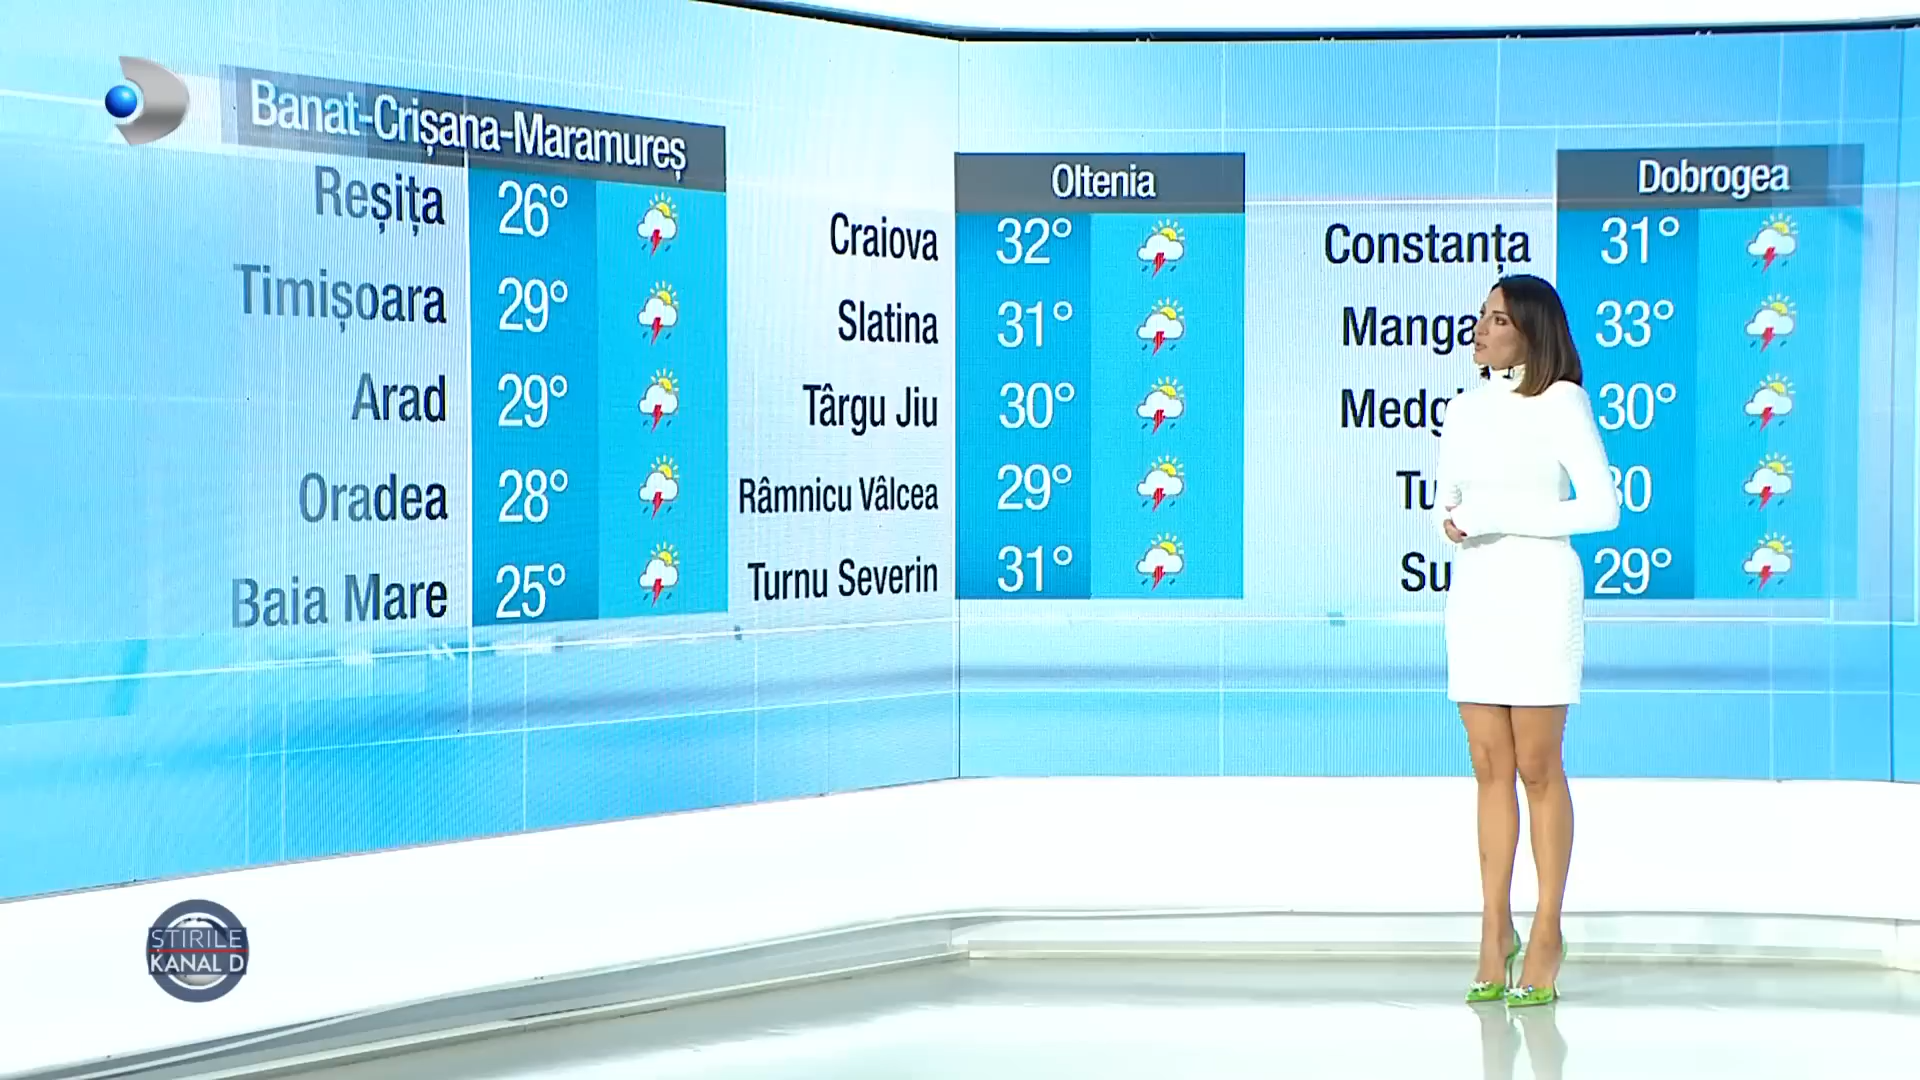 Banat-Crișana-Maramureș
Reșița 26°
Timișoara 29°
Arad 29°
Oradea 28°
Baia Mare 25°
Oltenia
Craiova 32°
Slatina 31°
Târgu Jiu 30°
Râmnicu Vâlcea 29°
Turnu Severin 31°
Dobrogea
Constanța 31°
33°
30°
30
29°
ȘTIRILE
KANAL D